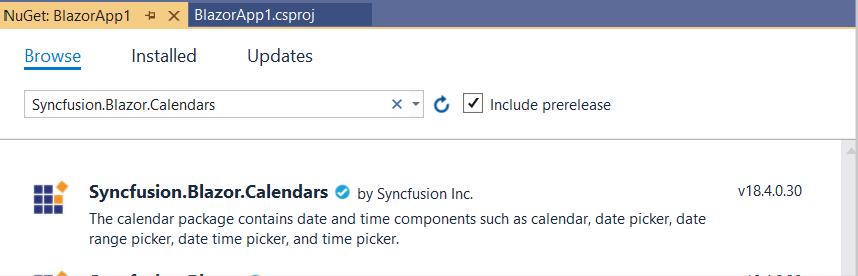 NuGet: BlazorApp1
BlazorApp1.csproj
Browse Installed Updates
Syncfusion.Blazor.Calendars
Include prerelease
Syncfusion.Blazor.Calendars by Syncfusion Inc. v18.4.0.30
The calendar package contains date and time components such as calendar, date picker, date
range picker, date time picker, and time picker.